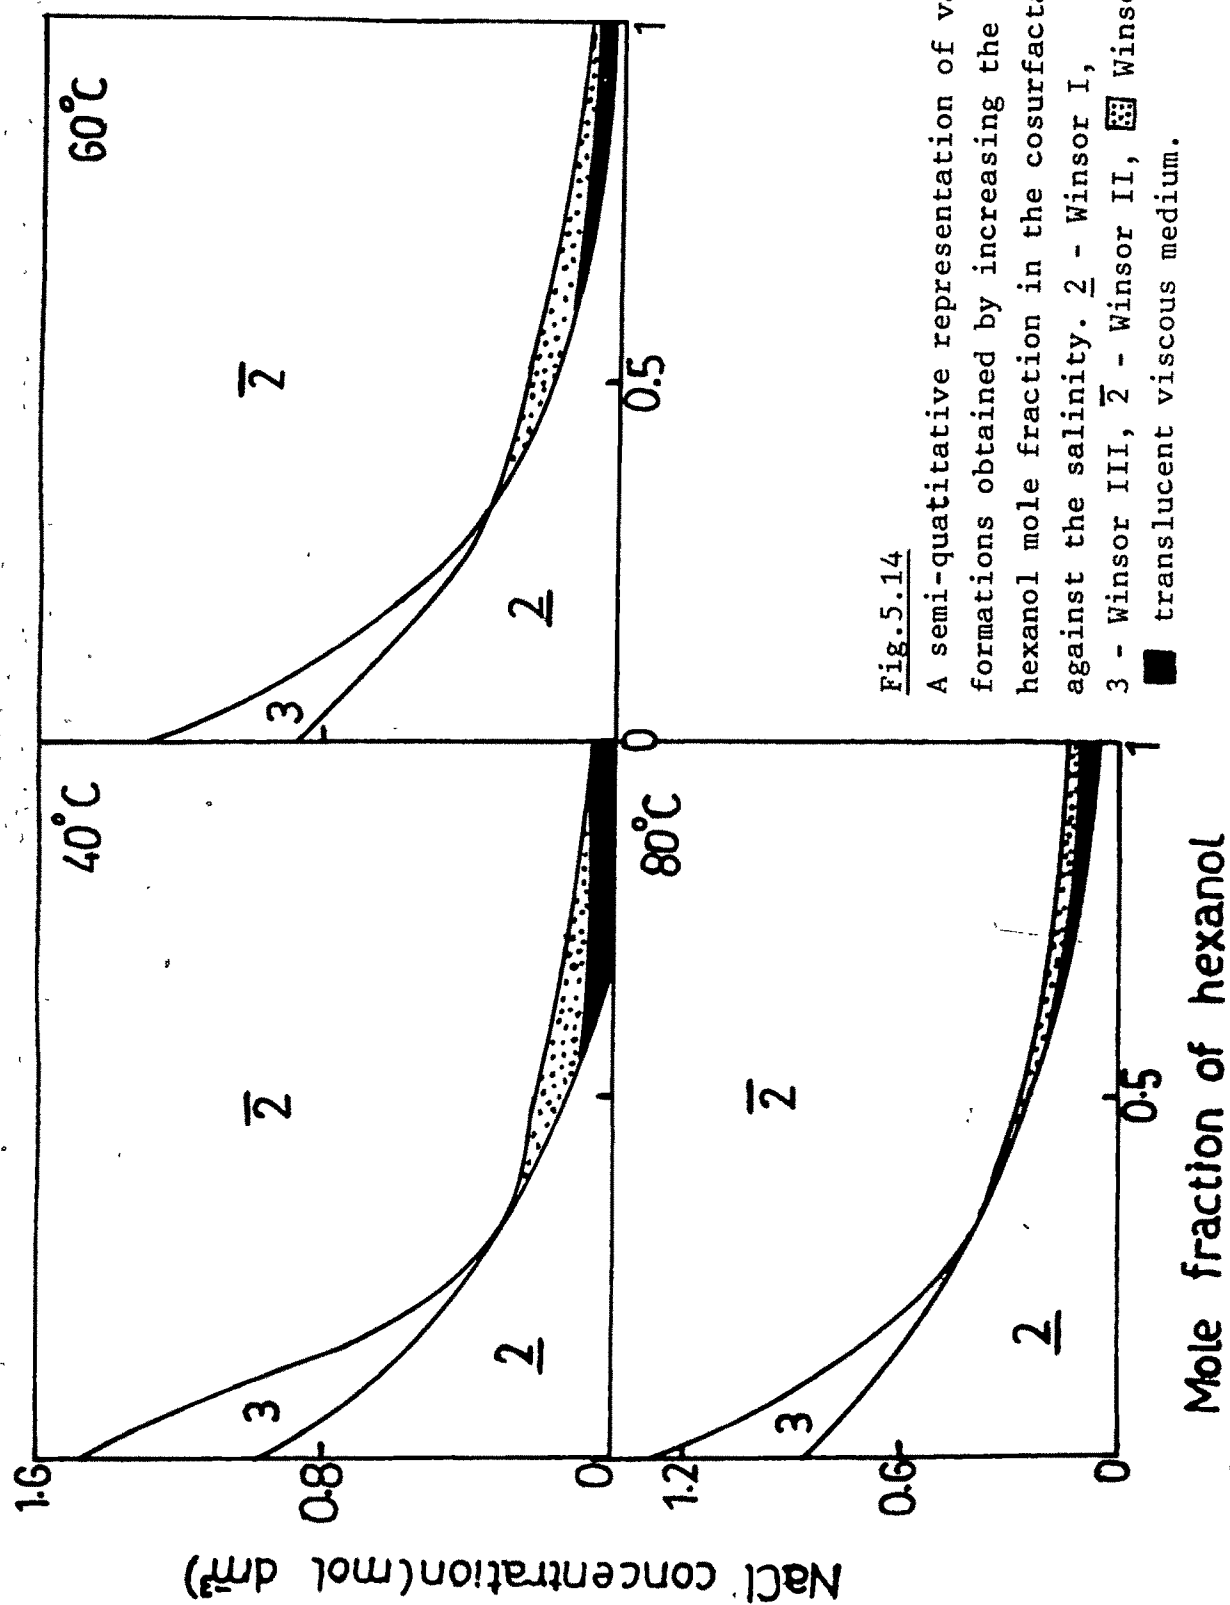 40°C
60°C
80°C
3
2̅
2̲
3
2̅
2̲
3
2̅
2̲
1.6
0.8
0
1.2
0.6
0
0
0.5
1
0.5
1
NaCl concentration(mol dm⁻³)
Mole fraction of hexanol
Fig.5.14
A semi-quatitative representation of
formations obtained by increasing the
hexanol mole fraction in the
against the salinity. 2̲ - Winsor I,
3 - Winsor III, 2̅ - Winsor II,
translucent viscous medium.